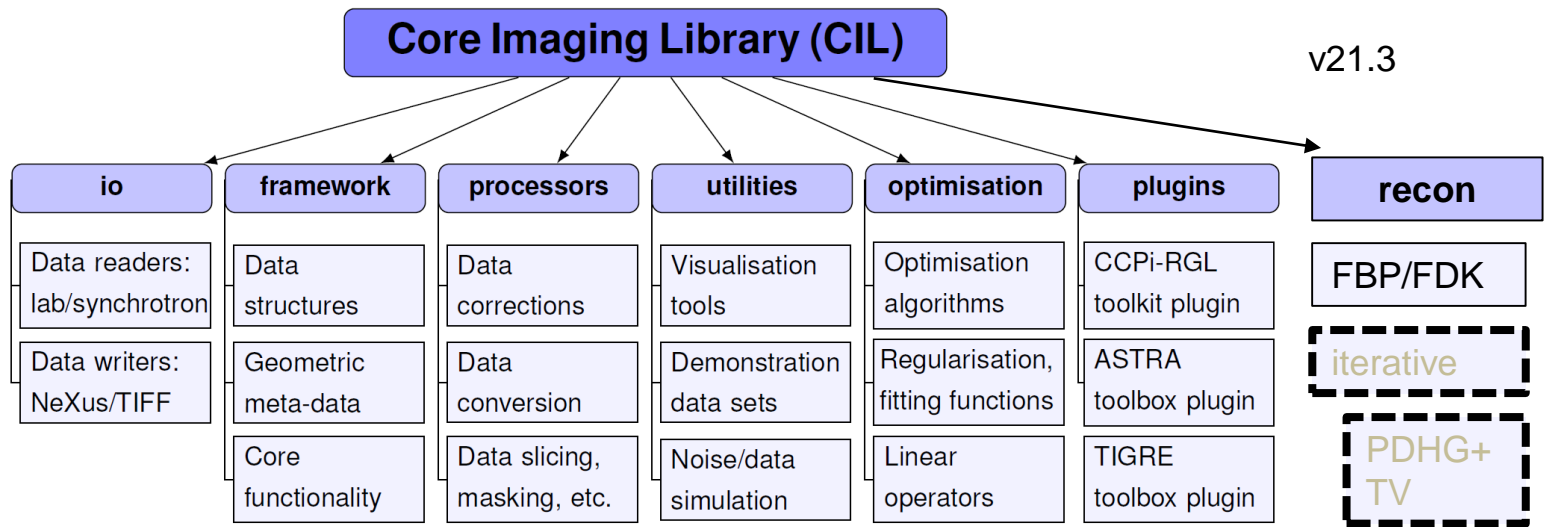 Core Imaging Library (CIL)
v21.3
io
Data readers:
lab/synchrotron
Data writers:
NeXus/TIFF
framework
Data
structures
Geometric
meta-data
Core
functionality
processors
Data
corrections
Data
conversion
Data slicing,
masking, etc.
utilities
Visualisation
tools
Demonstration
data sets
Noise/data
simulation
optimisation
Optimisation
algorithms
Regularisation,
fitting functions
Linear
operators
plugins
CCPi-RGL
toolkit plugin
ASTRA
toolbox plugin
TIGRE
toolbox plugin
recon
FBP/FDK
iterative
PDHG+
TV